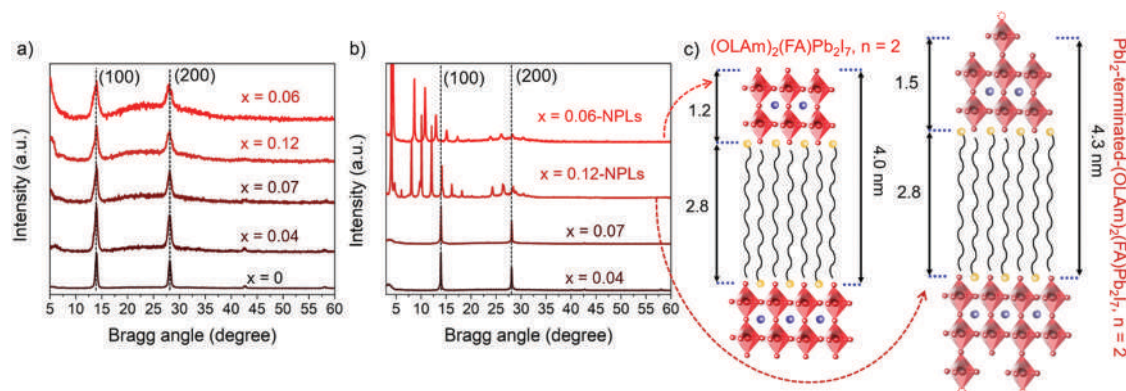 a)
Intensity (a.u.)
(100)
(200)
x = 0.06
x = 0.12
x = 0.07
x = 0.04
x = 0
5 10 15 20 25 30 35 40 45 50 55 60
Bragg angle (degree)
b)
Intensity (a.u.)
(100)
(200)
x = 0.06-NPLs
x = 0.12-NPLs
x = 0.07
x = 0.04
5 10 15 20 25 30 35 40 45 50 55 60
Bragg angle (degree)
c)
(OLAm)₂(FA)Pb₂I₇, n = 2
1.2
2.8
4.0 nm
1.5
2.8
4.3 nm
PbI₂-terminated-(OLAm)₂(FA)Pb₂I₇, n = 2